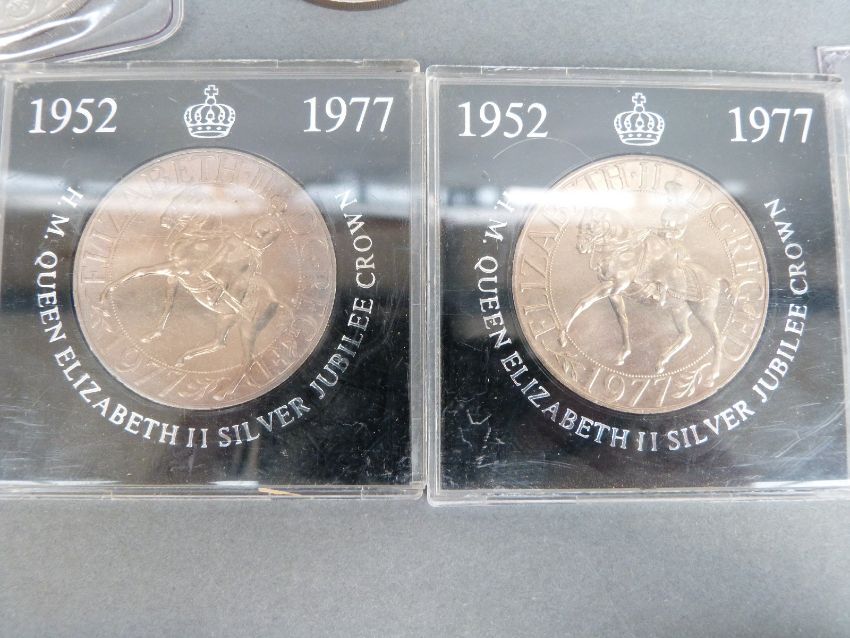 1952 1977
H.M. QUEEN ELIZABETH II SILVER JUBILEE CROWN
ELIZABETH·II D·G·REG·F·D
1977
1952 1977
H.M. QUEEN ELIZABETH II SILVER JUBILEE CROWN
ELIZABETH·II D·G·REG·F·D
1977